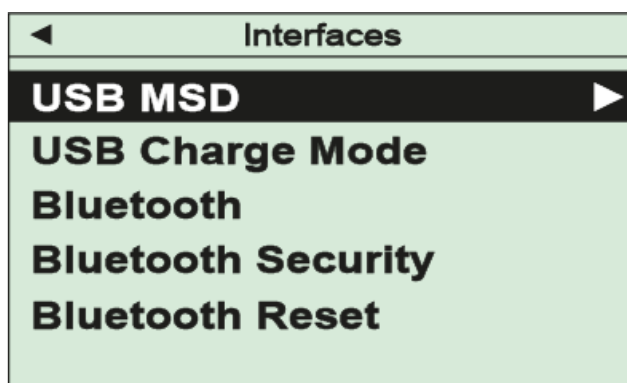 Interfaces
USB MSD
USB Charge Mode
Bluetooth
Bluetooth Security
Bluetooth Reset